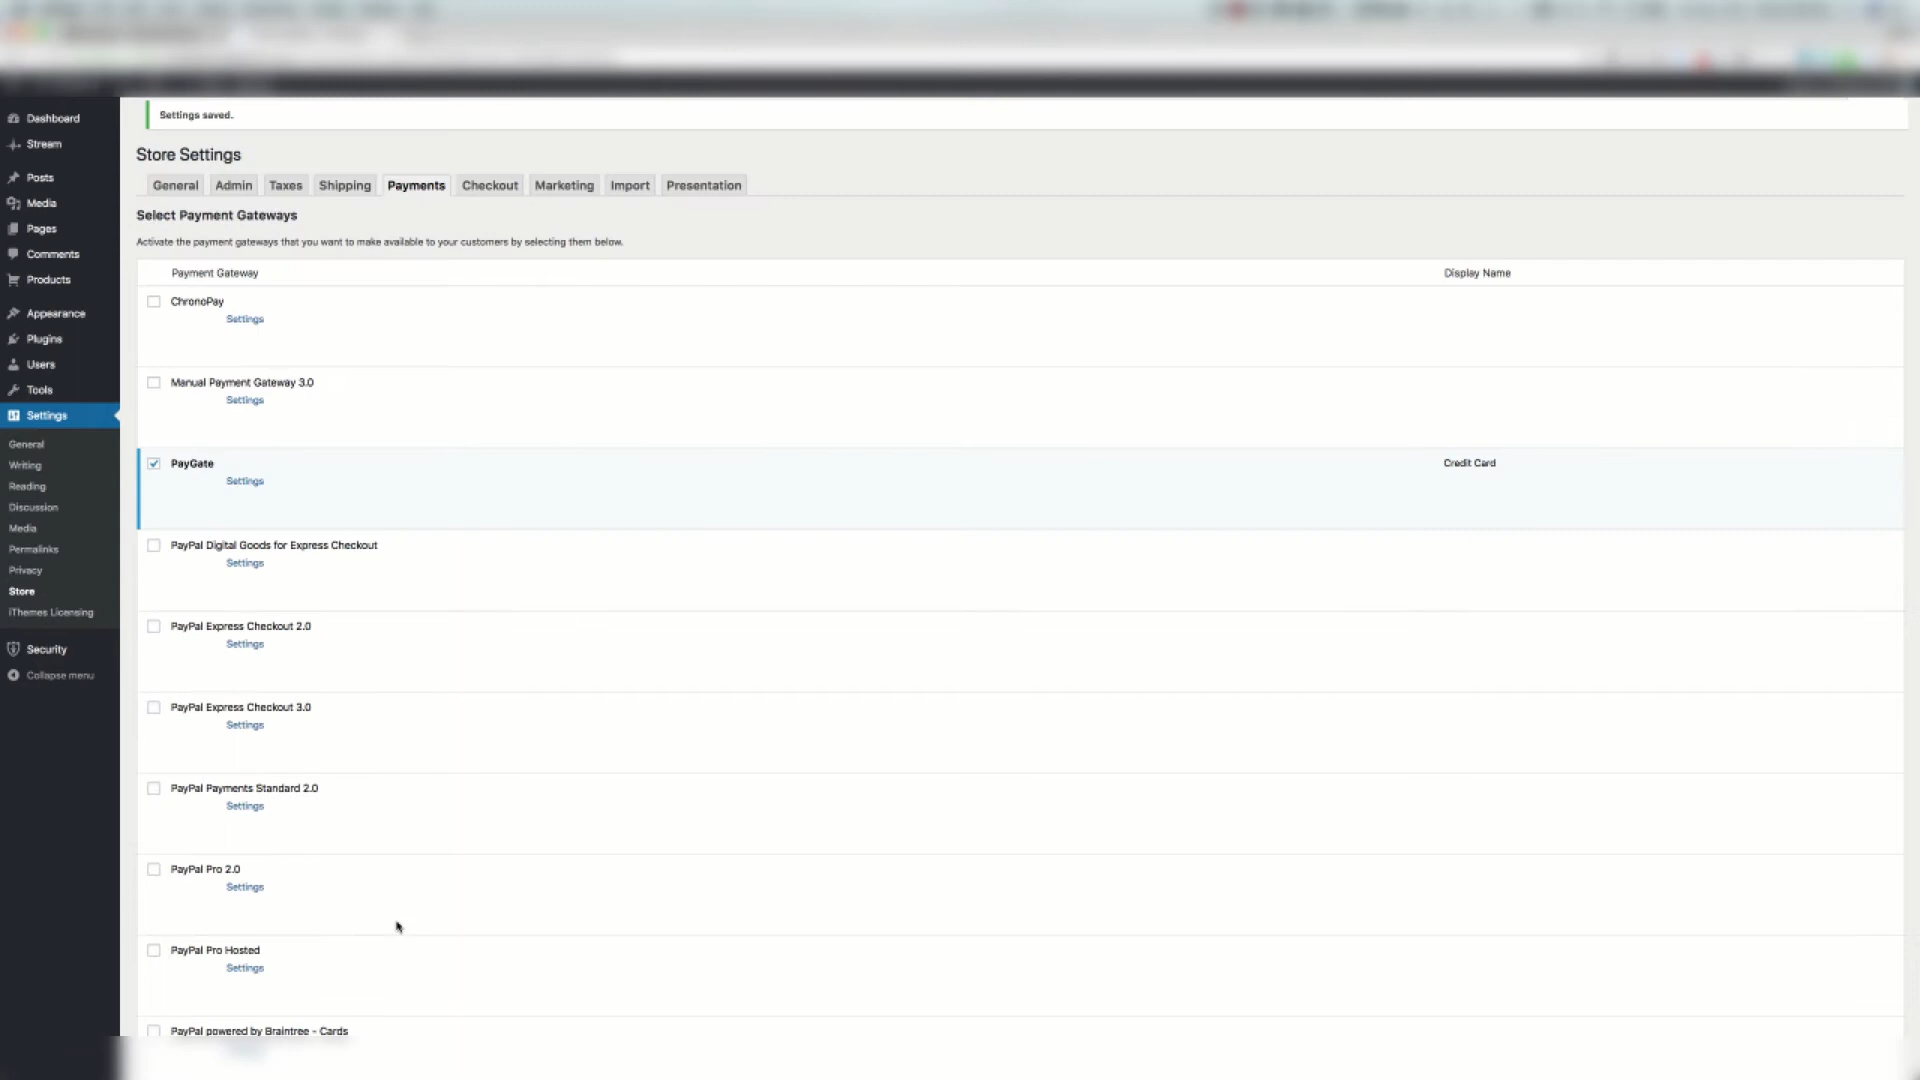 Settings saved.
Dashboard
Stream
Posts
Media
Pages
Comments
Products
Appearance
Plugins
Users
Tools
Settings
General
Writing
Reading
Discussion
Media
Permalinks
Privacy
Store
iThemes Licensing
Security
Collapse menu
Store Settings
General Admin Taxes Shipping Payments Checkout Marketing Import Presentation
Select Payment Gateways
Activate the payment gateways that you want to make available to your customers by selecting them below.
Payment Gateway Display Name
ChronoPay
Settings
Manual Payment Gateway 3.0
Settings
PayGate Credit Card
Settings
PayPal Digital Goods for Express Checkout
Settings
PayPal Express Checkout 2.0
Settings
PayPal Express Checkout 3.0
Settings
PayPal Payments Standard 2.0
Settings
PayPal Pro 2.0
Settings
PayPal Pro Hosted
Settings
PayPal powered by Braintree - Cards